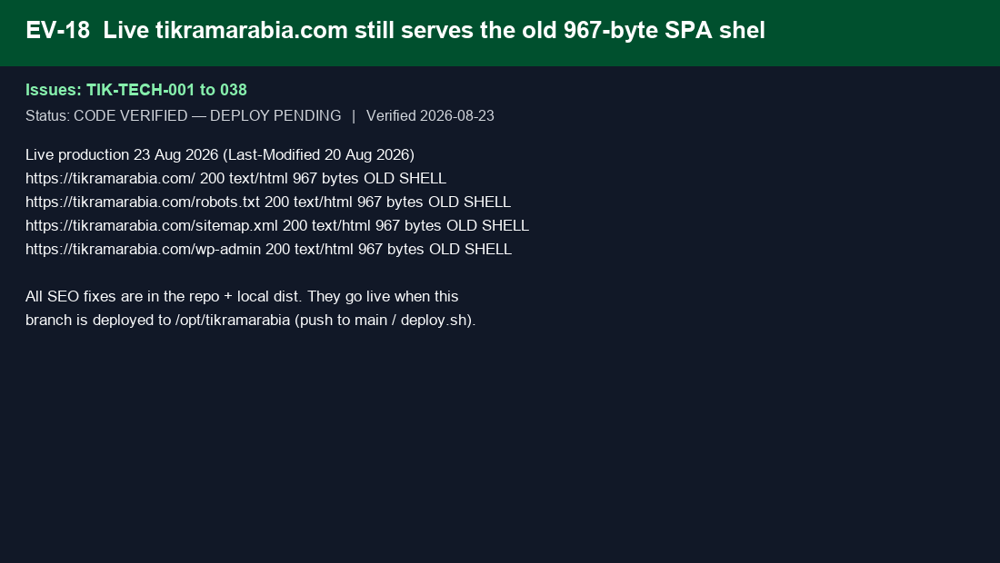 EV-18  Live tikramarabia.com still serves the old 967-byte SPA shel
Issues: TIK-TECH-001 to 038
Status: CODE VERIFIED — DEPLOY PENDING  |  Verified 2026-08-23
Live production 23 Aug 2026 (Last-Modified 20 Aug 2026)
https://tikramarabia.com/ 200 text/html 967 bytes OLD SHELL
https://tikramarabia.com/robots.txt 200 text/html 967 bytes OLD SHELL
https://tikramarabia.com/sitemap.xml 200 text/html 967 bytes OLD SHELL
https://tikramarabia.com/wp-admin 200 text/html 967 bytes OLD SHELL
All SEO fixes are in the repo + local dist. They go live when this
branch is deployed to /opt/tikramarabia (push to main / deploy.sh).